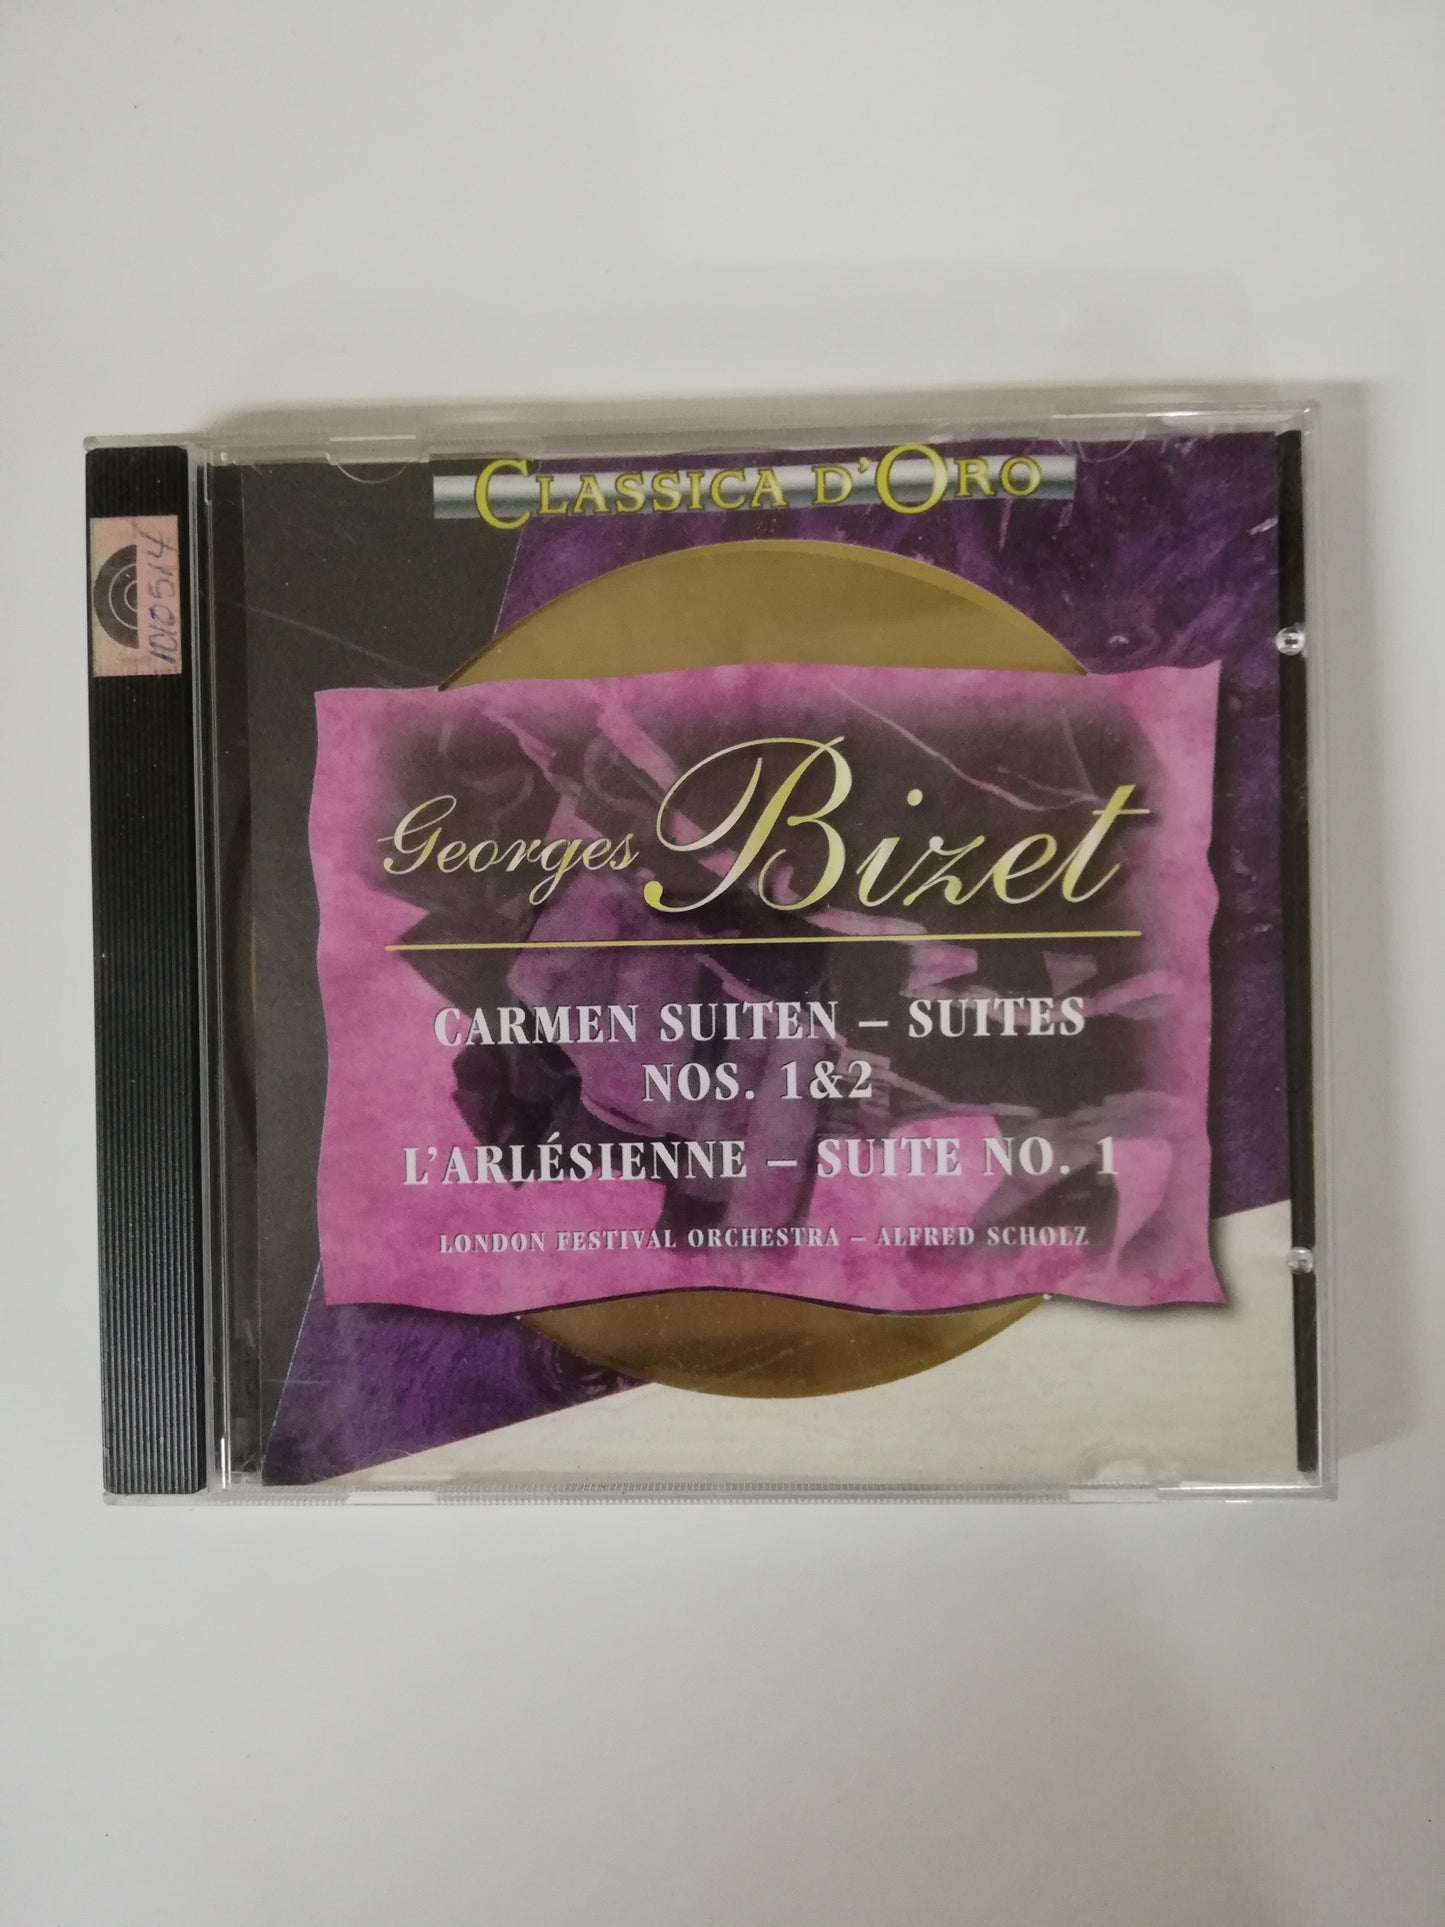 CLASSICA D'ORO
1010514
Georges Bizet
CARMEN SUITEN – SUITES
NOS. 1&2
L'ARLÉSIENNE – SUITE NO. 1
LONDON FESTIVAL ORCHESTRA – ALFRED SCHOLZ